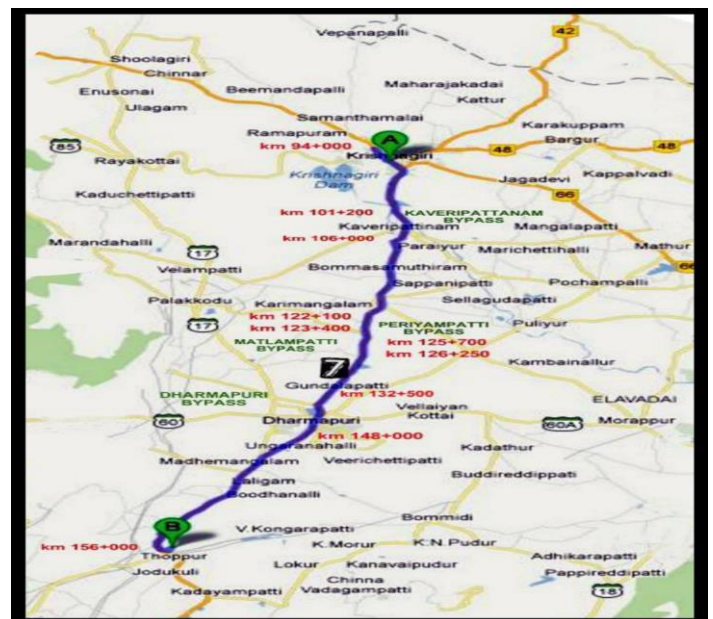 42
Vepanapalli
Shoolagiri
Chinnar
Enusonai
Beemandapalli
Maharajakadai
Kattur
Ulagam
Samanthamalai
Karakuppam
Ramapuram
A
Bargur
85
km 94+000
Krishnagiri
48
48
Rayakottai
Krishnagiri
Dam
Jagadevi
Kappalvadi
Kaduchettipatti
66
km 101+200
KAVERIPATTANAM
BYPASS
Kaveripattinam
Mangalapatti
Marandahalli
km 106+000
Paraiyur
Marichettihalli
Mathur
17
Velampatti
Bommasamuthiram
66
Sappanipatti
Pochampalli
Palakkodu
Karimangalam
Sellagudapatti
km 122+100
17
km 123+400
PERIYAMPATTI
BYPASS
Puliyur
MATLAMPATTI
BYPASS
km 125+700
km 126+250
Kambainallur
7
Gundalapatti
DHARMAPURI
BYPASS
km 132+500
ELAVADAI
Vellaiyan
Kottai
60
Dharmapuri
60A
Morappur
km 148+000
Ungaranahalli
Kadathur
Madhemangalam
Veerichettipatti
Buddireddippati
Laligam
Boodhanalli
Bommidi
B
V.Kongarapatti
km 156+000
K.Morur
K.N.Pudur
Thoppur
Adhikarapatti
Jodukuli
Lokur
Kanavaipudur
Pappireddipatti
Chinna
Vadagampatti
Kadayampatti
18